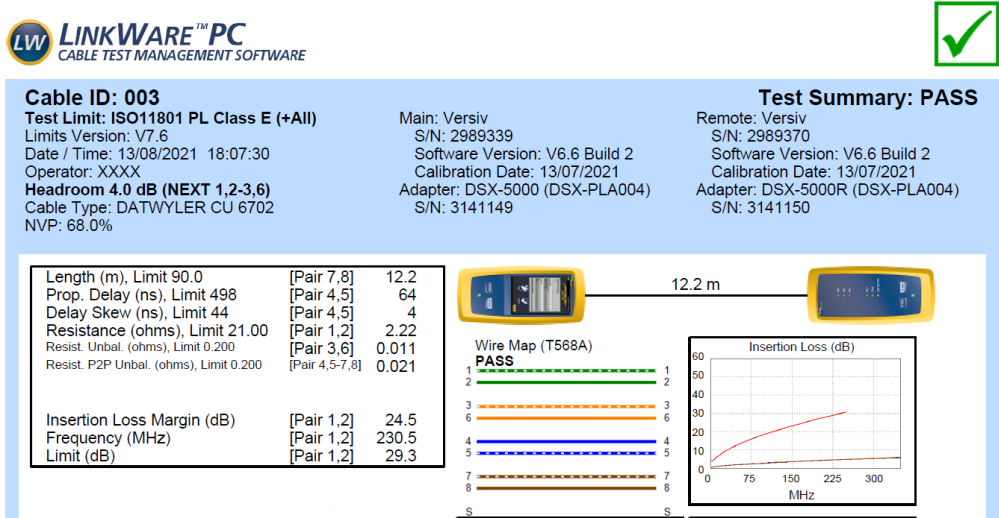 LW LINKWARE™PC
CABLE TEST MANAGEMENT SOFTWARE
Cable ID: 003
Test Summary: PASS
Test Limit: ISO11801 PL Class E (+All)
Limits Version: V7.6
Date / Time: 13/08/2021 18:07:30
Operator: XXXX
Headroom 4.0 dB (NEXT 1,2-3,6)
Cable Type: DATWYLER CU 6702
NVP: 68.0%
Main: Versiv
S/N: 2989339
Software Version: V6.6 Build 2
Calibration Date: 13/07/2021
Adapter: DSX-5000 (DSX-PLA004)
S/N: 3141149
Remote: Versiv
S/N: 2989370
Software Version: V6.6 Build 2
Calibration Date: 13/07/2021
Adapter: DSX-5000R (DSX-PLA004)
S/N: 3141150
Length (m), Limit 90.0 [Pair 7,8] 12.2
Prop. Delay (ns), Limit 498 [Pair 4,5] 64
Delay Skew (ns), Limit 44 [Pair 4,5] 4
Resistance (ohms), Limit 21.00 [Pair 1,2] 2.22
Resist. Unbal. (ohms), Limit 0.200 [Pair 3,6] 0.011
Resist. P2P Unbal. (ohms), Limit 0.200 [Pair 4,5-7,8] 0.021
Insertion Loss Margin (dB) [Pair 1,2] 24.5
Frequency (MHz) [Pair 1,2] 230.5
Limit (dB) [Pair 1,2] 29.3
12.2 m
Wire Map (T568A)
PASS
1 1
2 2
3 3
6 6
4 4
5 5
7 7
8 8
S S
Insertion Loss (dB)
60
50
40
30
20
10
0
0 75 150 225 300
MHz